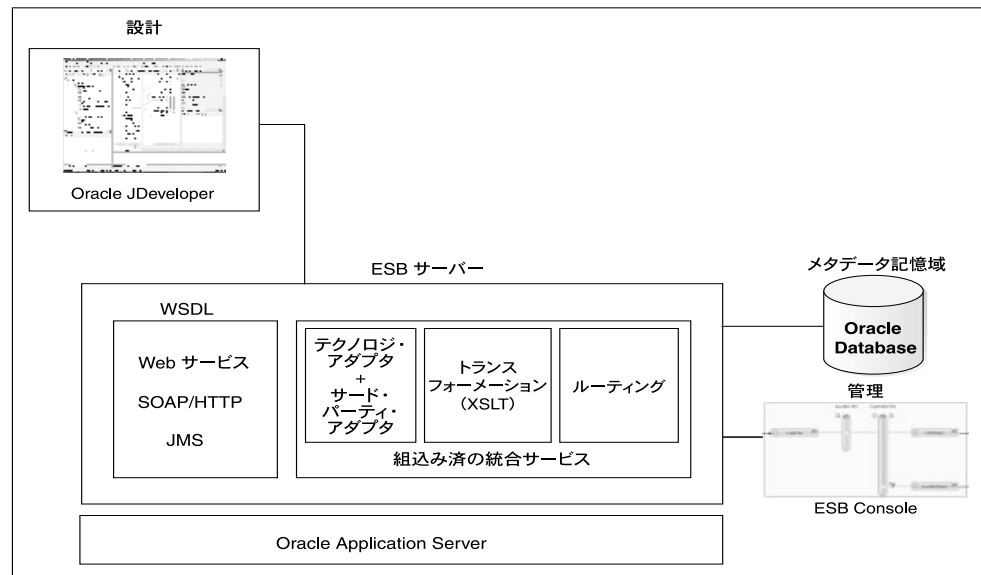 設計
Oracle JDeveloper
ESB サーバー
メタデータ記憶域
Oracle
Database
WSDL
Web サービス
SOAP/HTTP
JMS
テクノロジ・
アダプタ
+
サード・
パーティ・
アダプタ
トランス
フォーメーション
(XSLT)
ルーティング
組込み済の統合サービス
管理
ESB Console
Oracle Application Server